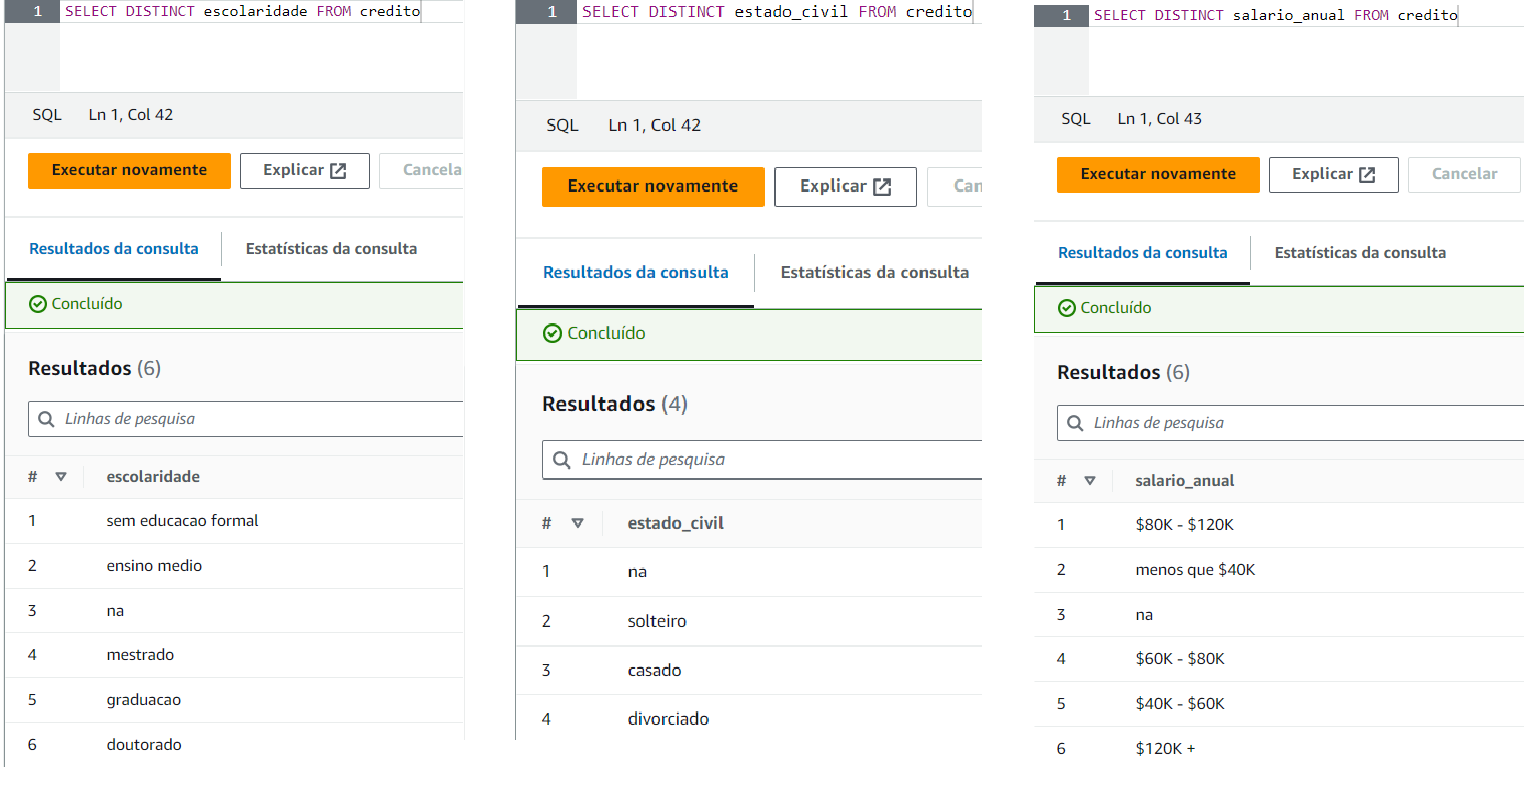 1 SELECT DISTINCT escolaridade FROM credito
SQL Ln 1, Col 42
Executar novamente Explicar Cancela
Resultados da consulta Estatísticas da consulta
Concluído
Resultados (6)
Linhas de pesquisa
# escolaridade
1 sem educacao formal
2 ensino medio
3 na
4 mestrado
5 graduacao
6 doutorado
1 SELECT DISTINCT estado_civil FROM credito
SQL Ln 1, Col 42
Executar novamente Explicar Can
Resultados da consulta Estatísticas da consulta
Concluído
Resultados (4)
Linhas de pesquisa
# estado_civil
1 na
2 solteiro
3 casado
4 divorciado
1 SELECT DISTINCT salario_anual FROM credito
SQL Ln 1, Col 43
Executar novamente Explicar Cancelar
Resultados da consulta Estatísticas da consulta
Concluído
Resultados (6)
Linhas de pesquisa
# salario_anual
1 $80K - $120K
2 menos que $40K
3 na
4 $60K - $80K
5 $40K - $60K
6 $120K +